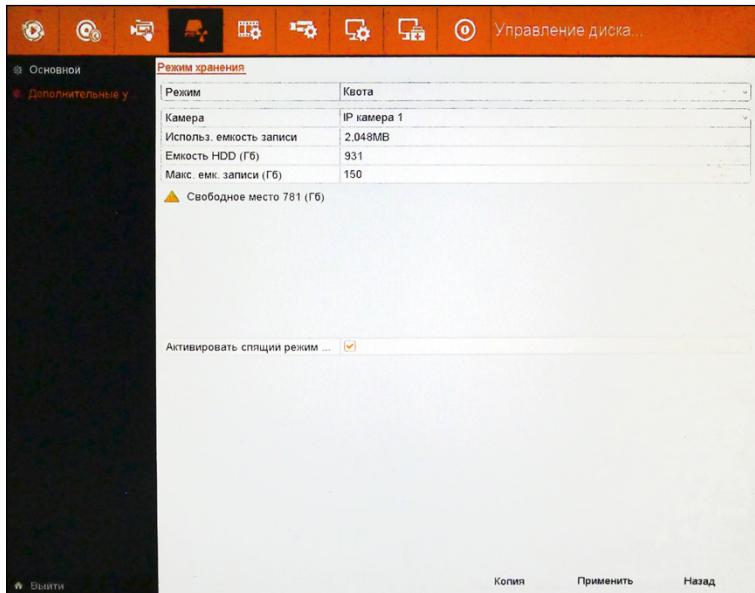 Управление диска...
Основной
Дополнительные у...
Режим хранения
Режим Квота
Камера IP камера 1
Использ. емкость записи 2,048MB
Емкость HDD (Гб) 931
Макс. емк. записи (Гб) 150
Свободное место 781 (Гб)
Активировать спящий режим ...
Выйти
Копия Применить Назад